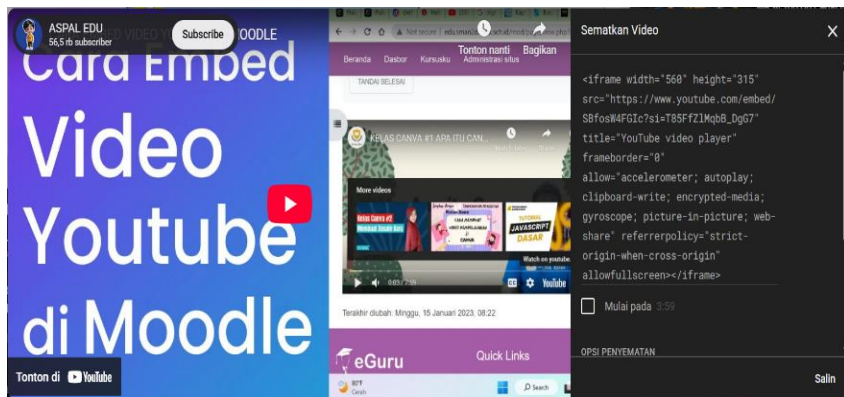 ASPAL EDU
56,5 rb subscriber
Subscribe
OODLE
Cara Embed
Video
Youtube
di Moodle
Tonton di YouTube
Not secure
Tonton nanti
Bagikan
Beranda Dasbor Kursusku Administrasi situs
TANDAI SELESAI
KELAS CANVA #1 APA ITU CAN...
More videos
Kelas Canva #2
TUTORIAL
JAVASCRIPT
DASAR
Watch on youtube.
YouTube
Terakhir diubah: Minggu, 15 Januari 2023, 08:22
eGuru
Quick Links
Cerah
Search
Sematkan Video
X
<iframe width="560" height="315"
src="https://www.youtube.com/embed/
SBfosW4FGIc?si=T85FfZlMqbB_DgG7"
title="YouTube video player"
frameborder="0"
allow="accelerometer; autoplay;
clipboard-write; encrypted-media;
gyroscope; picture-in-picture; web-
share" referrerpolicy="strict-
origin-when-cross-origin"
allowfullscreen></iframe>
Mulai pada 3:59
OPSI PENYEMATAN
Salin